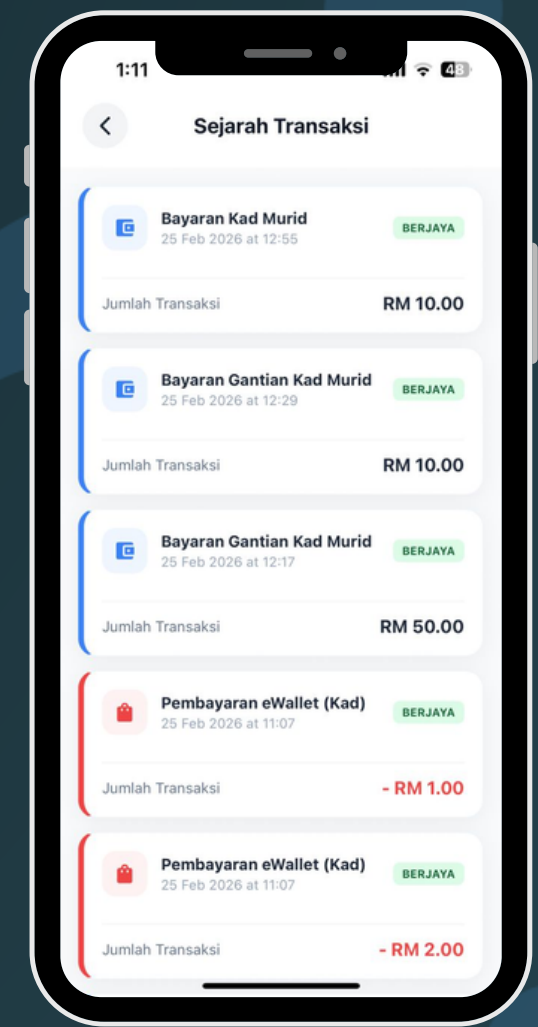 1:11
48
Sejarah Transaksi
Bayaran Kad Murid
BERJAYA
25 Feb 2026 at 12:55
Jumlah Transaksi
RM 10.00
Bayaran Gantian Kad Murid
BERJAYA
25 Feb 2026 at 12:29
Jumlah Transaksi
RM 10.00
Bayaran Gantian Kad Murid
BERJAYA
25 Feb 2026 at 12:17
Jumlah Transaksi
RM 50.00
Pembayaran eWallet (Kad)
BERJAYA
25 Feb 2026 at 11:07
Jumlah Transaksi
- RM 1.00
Pembayaran eWallet (Kad)
BERJAYA
25 Feb 2026 at 11:07
Jumlah Transaksi
- RM 2.00